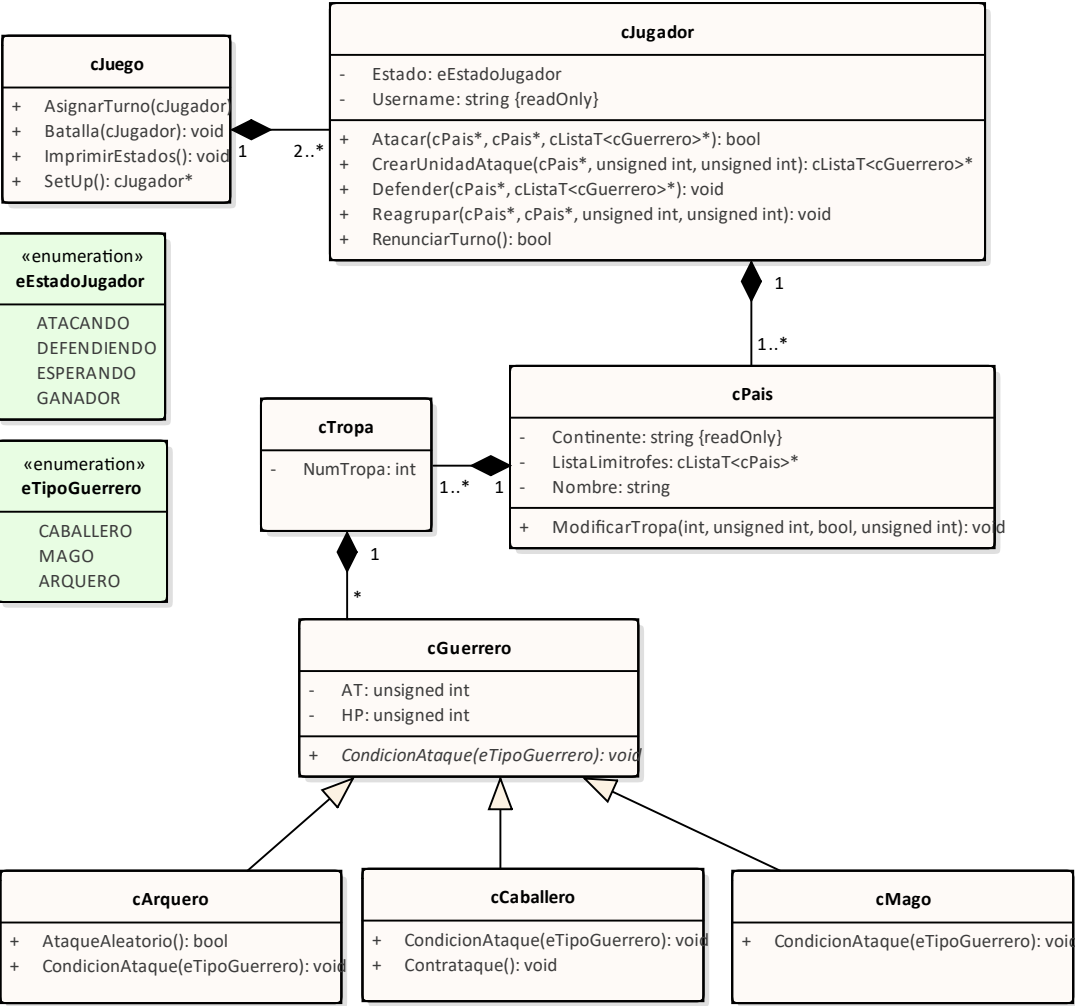 cJuego
+ AsignarTurno(cJugador)
+ Batalla(cJugador): void
+ ImprimirEstados(): void
+ SetUp(): cJugador*
1
2..*
cJugador
- Estado: eEstadoJugador
- Username: string {readOnly}
+ Atacar(cPais*, cPais*, cListaT<cGuerrero>*): bool
+ CrearUnidadAtaque(cPais*, unsigned int, unsigned int): cListaT<cGuerrero>*
+ Defender(cPais*, cListaT<cGuerrero>*): void
+ Reagrupar(cPais*, cPais*, unsigned int, unsigned int): void
+ RenunciarTurno(): bool
«enumeration»
eEstadoJugador
ATACANDO
DEFENDIENDO
ESPERANDO
GANADOR
1
1..*
«enumeration»
eTipoGuerrero
CABALLERO
MAGO
ARQUERO
cTropa
- NumTropa: int
1..*
1
cPais
- Continente: string {readOnly}
- ListaLimitrofes: cListaT<cPais>*
- Nombre: string
+ ModificarTropa(int, unsigned int, bool, unsigned int): void
1
*
cGuerrero
- AT: unsigned int
- HP: unsigned int
+ CondicionAtaque(eTipoGuerrero): void
cArquero
+ AtaqueAleatorio(): bool
+ CondicionAtaque(eTipoGuerrero): void
cCaballero
+ CondicionAtaque(eTipoGuerrero): void
+ Contrataque(): void
cMago
+ CondicionAtaque(eTipoGuerrero): void